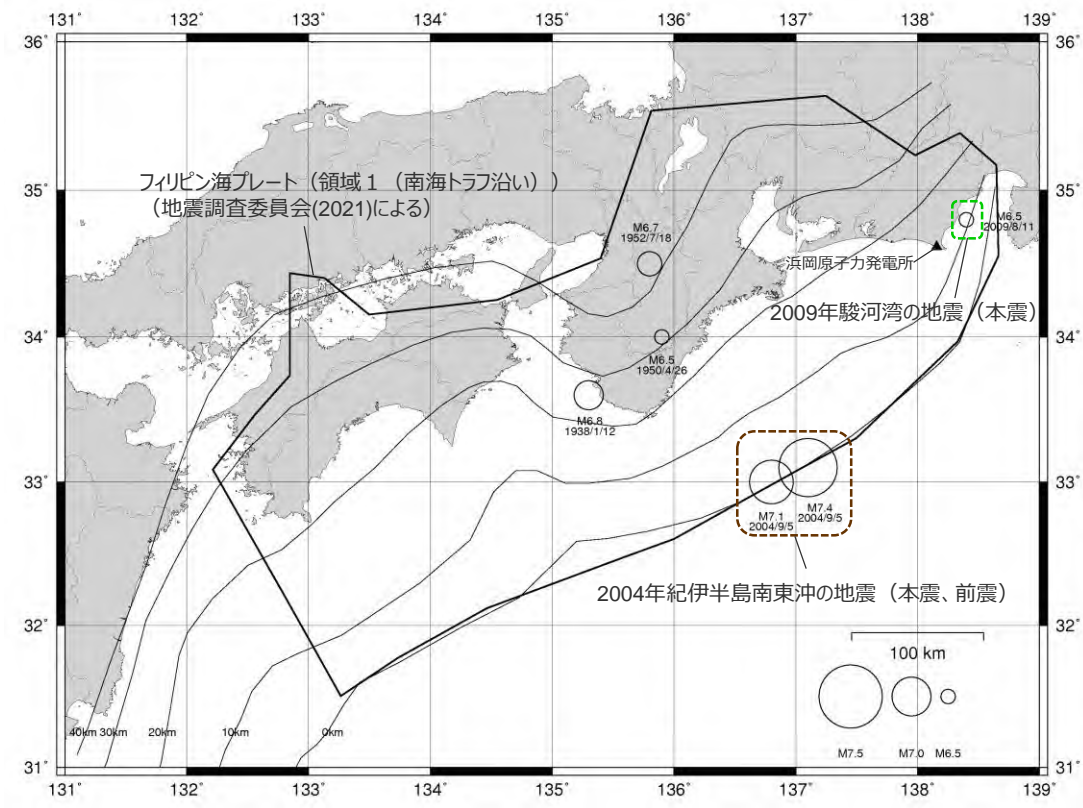 131˚ 132˚ 133˚ 134˚ 135˚ 136˚ 137˚ 138˚ 139˚
36˚ 36˚
フィリピン海プレート（領域１（南海トラフ沿い））
（地震調査委員会(2021)による）
35˚ 35˚
M6.5
2009/8/11
M6.7
1952/7/18
浜岡原子力発電所
2009年駿河湾の地震（本震）
34˚ 34˚
M6.5
1950/4/26
M6.8
1938/1/12
33˚ 33˚
M7.1
2004/9/5
M7.4
2004/9/5
2004年紀伊半島南東沖の地震（本震、前震）
32˚ 32˚
100 km
40km 30km 20km 10km 0km
M7.5 M7.0 M6.5
31˚ 31˚
131˚ 132˚ 133˚ 134˚ 135˚ 136˚ 137˚ 138˚ 139˚